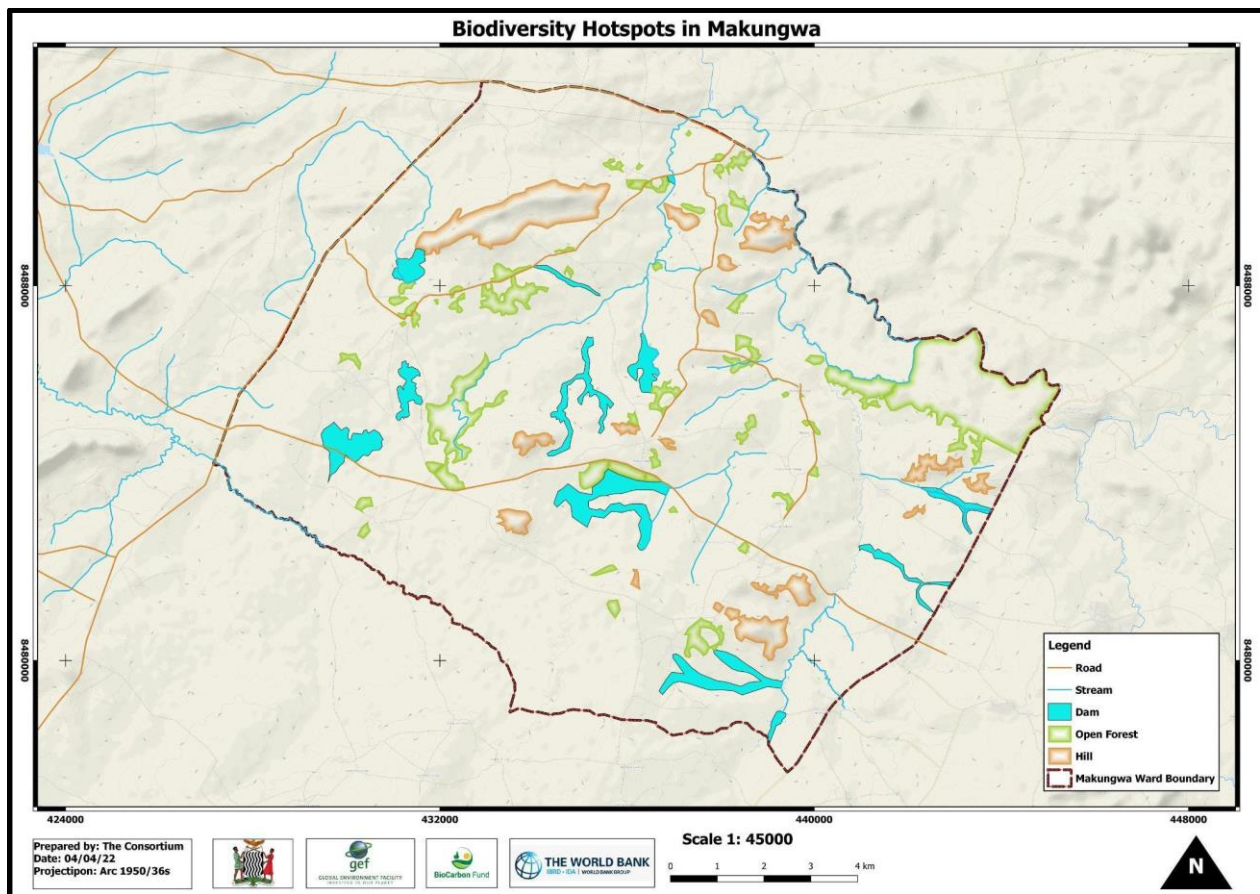 Biodiversity Hotspots in Makungwa
8488000
8488000
8480000
8480000
Legend
Road
Stream
Dam
Open Forest
Hill
Makungwa Ward Boundary
424000
432000
440000
448000
Prepared by: The Consortium
Date: 04/04/22
Projectipon: Arc 1950/36s
gef
GLOBAL ENVIRONMENT FACILITY
INVESTING IN OUR PLANET
BioCarbon Fund
THE WORLD BANK
IBRD • IDA | WORLD BANK GROUP
Scale 1: 45000
0 1 2 3 4 km
N